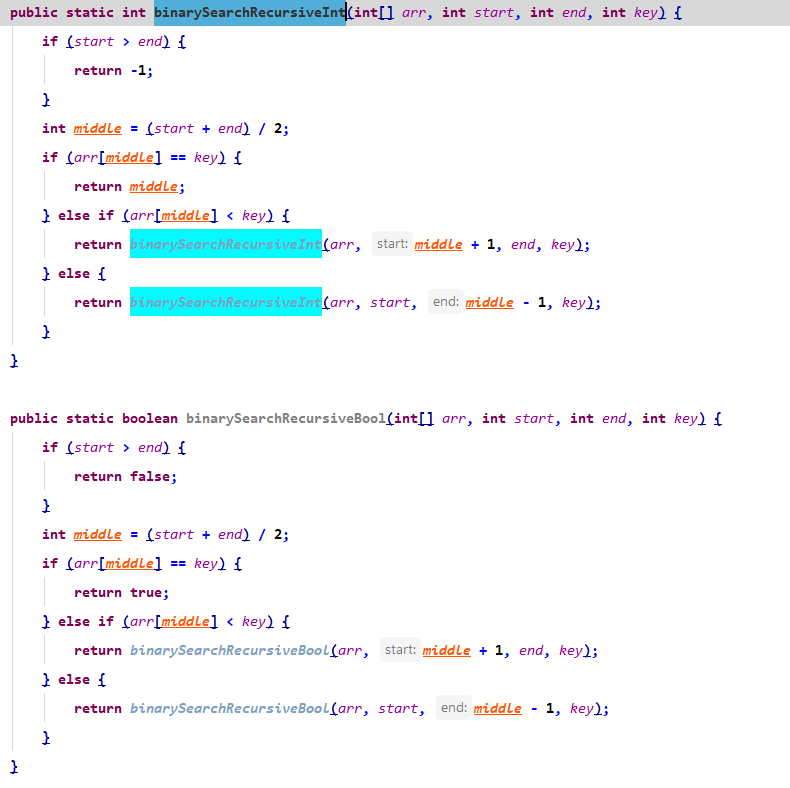 public static int binarySearchRecursiveInt(int[] arr, int start, int end, int key) {
if (start > end) {
return -1;
}
int middle = (start + end) / 2;
if (arr[middle] == key) {
return middle;
} else if (arr[middle] < key) {
return binarySearchRecursiveInt(arr, start: middle + 1, end, key);
} else {
return binarySearchRecursiveInt(arr, start, end: middle - 1, key);
}
}
public static boolean binarySearchRecursiveBool(int[] arr, int start, int end, int key) {
if (start > end) {
return false;
}
int middle = (start + end) / 2;
if (arr[middle] == key) {
return true;
} else if (arr[middle] < key) {
return binarySearchRecursiveBool(arr, start: middle + 1, end, key);
} else {
return binarySearchRecursiveBool(arr, start, end: middle - 1, key);
}
}